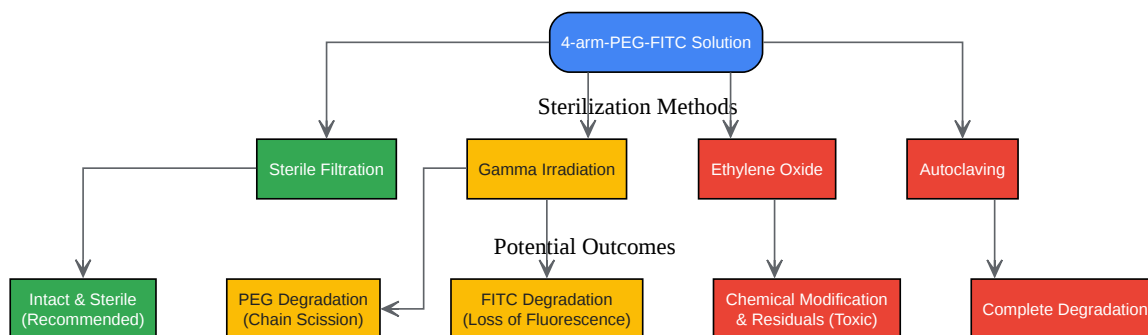 4-arm-PEG-FITC Solution
Sterilization Methods
Sterile Filtration
Gamma Irradiation
Ethylene Oxide
Autoclaving
Potential Outcomes
Intact & Sterile
(Recommended)
PEG Degradation
(Chain Scission)
FITC Degradation
(Loss of Fluorescence)
Chemical Modification
& Residuals (Toxic)
Complete Degradation